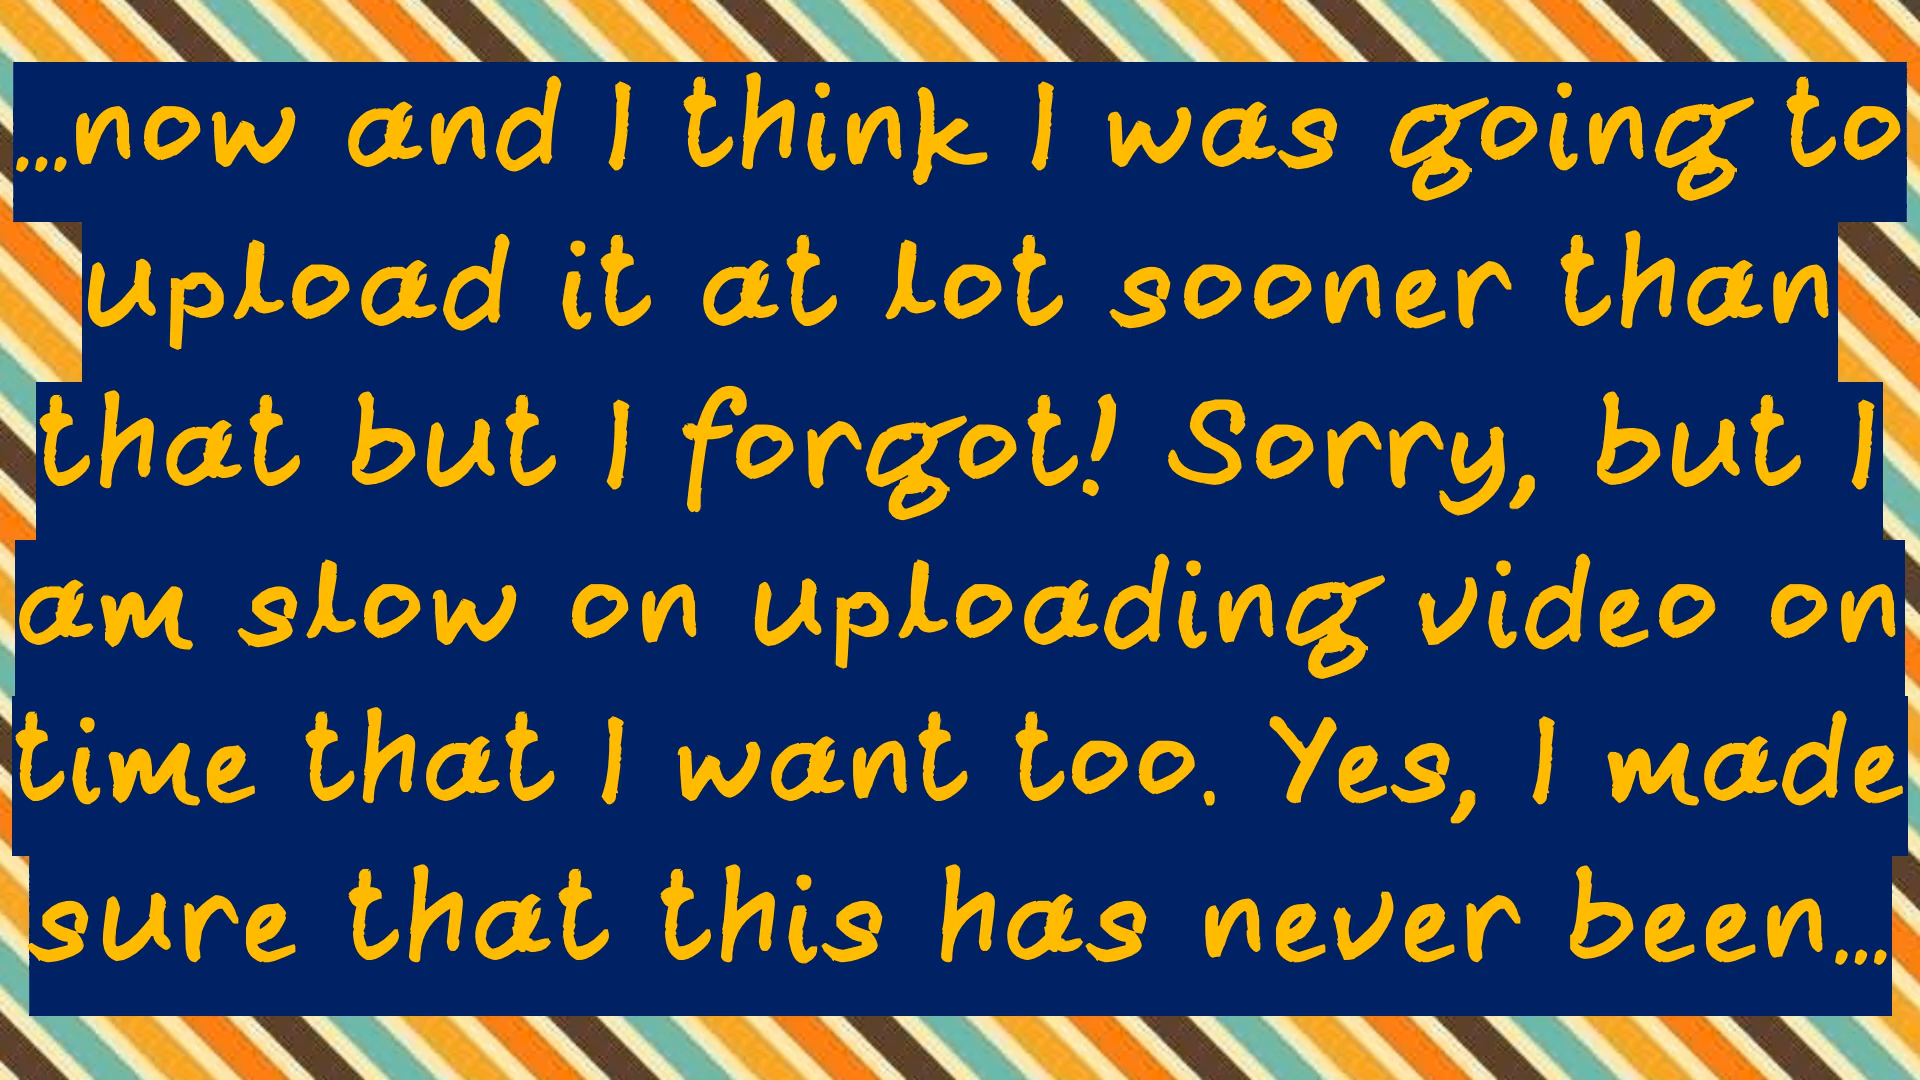 ...now and I think I was going to
upload it at lot sooner than
that but I forgot! Sorry, but I
am slow on uploading video on
time that I want too. Yes, I made
sure that this has never been...